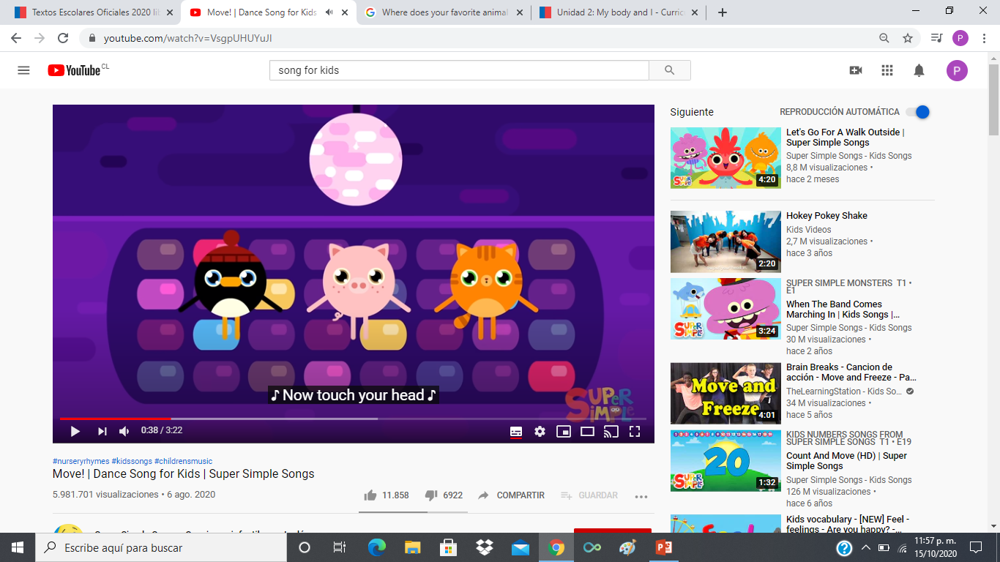 Textos Escolares Oficiales 2020 lib
Move! | Dance Song for Kids
Where does your favorite animal
Unidad 2: My body and I - Curric
youtube.com/watch?v=VsgpUHUYuJI
P
YouTube CL
song for kids
P
Now touch your head
SUPER
SiMPLE
0:38 / 3:22
#nurseryrhymes #kidssongs #childrensmusic
Move! | Dance Song for Kids | Super Simple Songs
5.981.701 visualizaciones • 6 ago. 2020
11.858
6922
COMPARTIR
GUARDAR
Siguiente
REPRODUCCIÓN AUTOMÁTICA
SUPER
SiMPLE
4:20
Let's Go For A Walk Outside |
Super Simple Songs
Super Simple Songs - Kids Songs
8,8 M visualizaciones •
hace 2 meses
2:20
Hokey Pokey Shake
Kids Videos
2,7 M visualizaciones •
hace 3 años
SUPER
SiMPLE
3:24
SUPER SIMPLE MONSTERS T1 •
E1
When The Band Comes
Marching In | Kids Songs |...
Super Simple Songs - Kids Songs
30 M visualizaciones •
hace 2 años
Move and
Freeze
4:01
Brain Breaks - Cancion de
acción - Move and Freeze - Pa...
TheLearningStation - Kids So...
34 M visualizaciones •
hace 5 años
20
SUPER
SiMPLE
1:32
KIDS NUMBERS SONGS FROM
SUPER SIMPLE SONGS T1 • E19
Count And Move (HD) | Super
Simple Songs
Super Simple Songs - Kids Songs
126 M visualizaciones •
hace 6 años
Kids vocabulary - [NEW] Feel -
feelings - Are you happy? -...
Escribe aquí para buscar
11:57 p. m.
15/10/2020